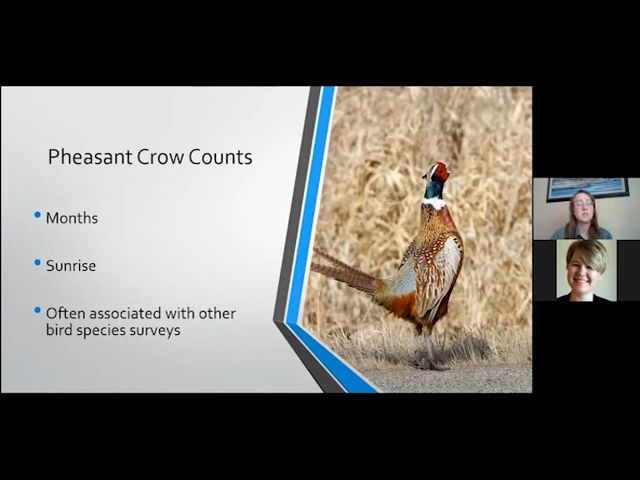 Pheasant Crow Counts
• Months
• Sunrise
• Often associated with other
bird species surveys